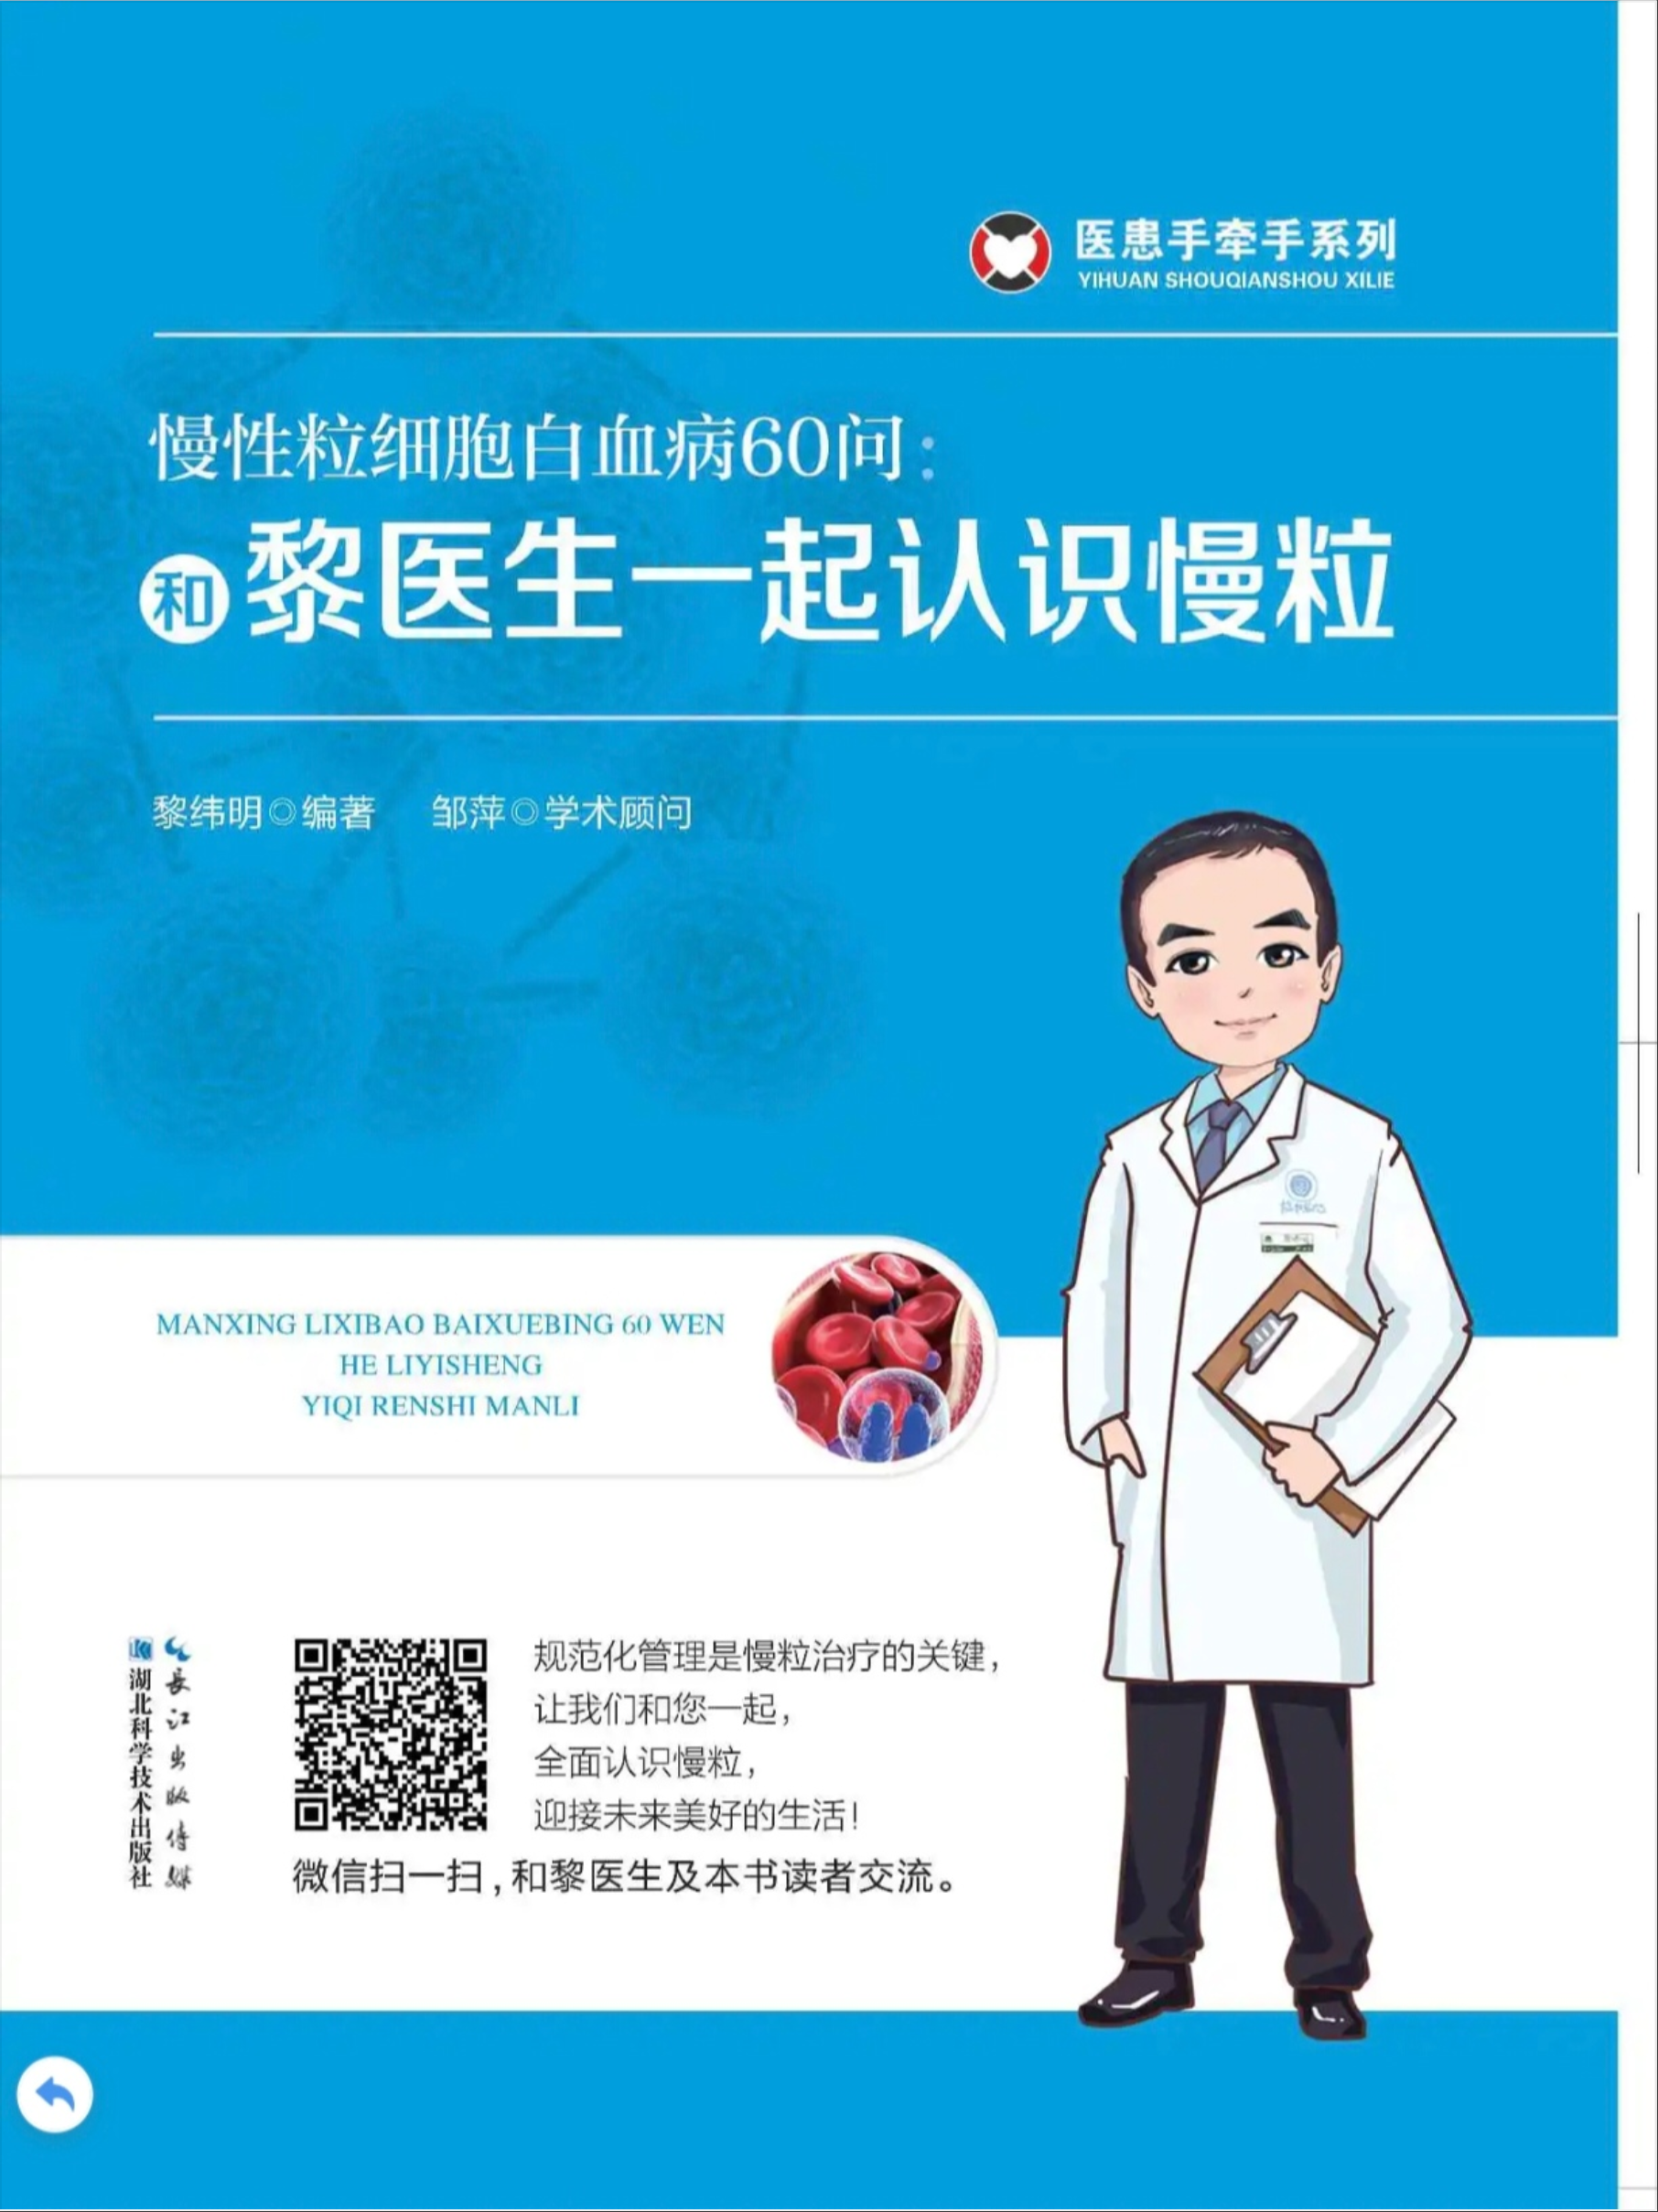 医患手牵手系列
YIHUAN SHOUQIANSHOU XILIE
慢性粒细胞白血病60问：
和黎医生一起认识慢粒
黎纬明◎编著 邹萍◎学术顾问
MANXING LIXIBAO BAIXUEBING 60 WEN
HE LIYISHENG
YIQI RENSHI MANLI
规范化管理是慢粒治疗的关键，
让我们和您一起，
全面认识慢粒，
迎接未来美好的生活！
微信扫一扫，和黎医生及本书读者交流。
长江出版传媒
湖北科学技术出版社